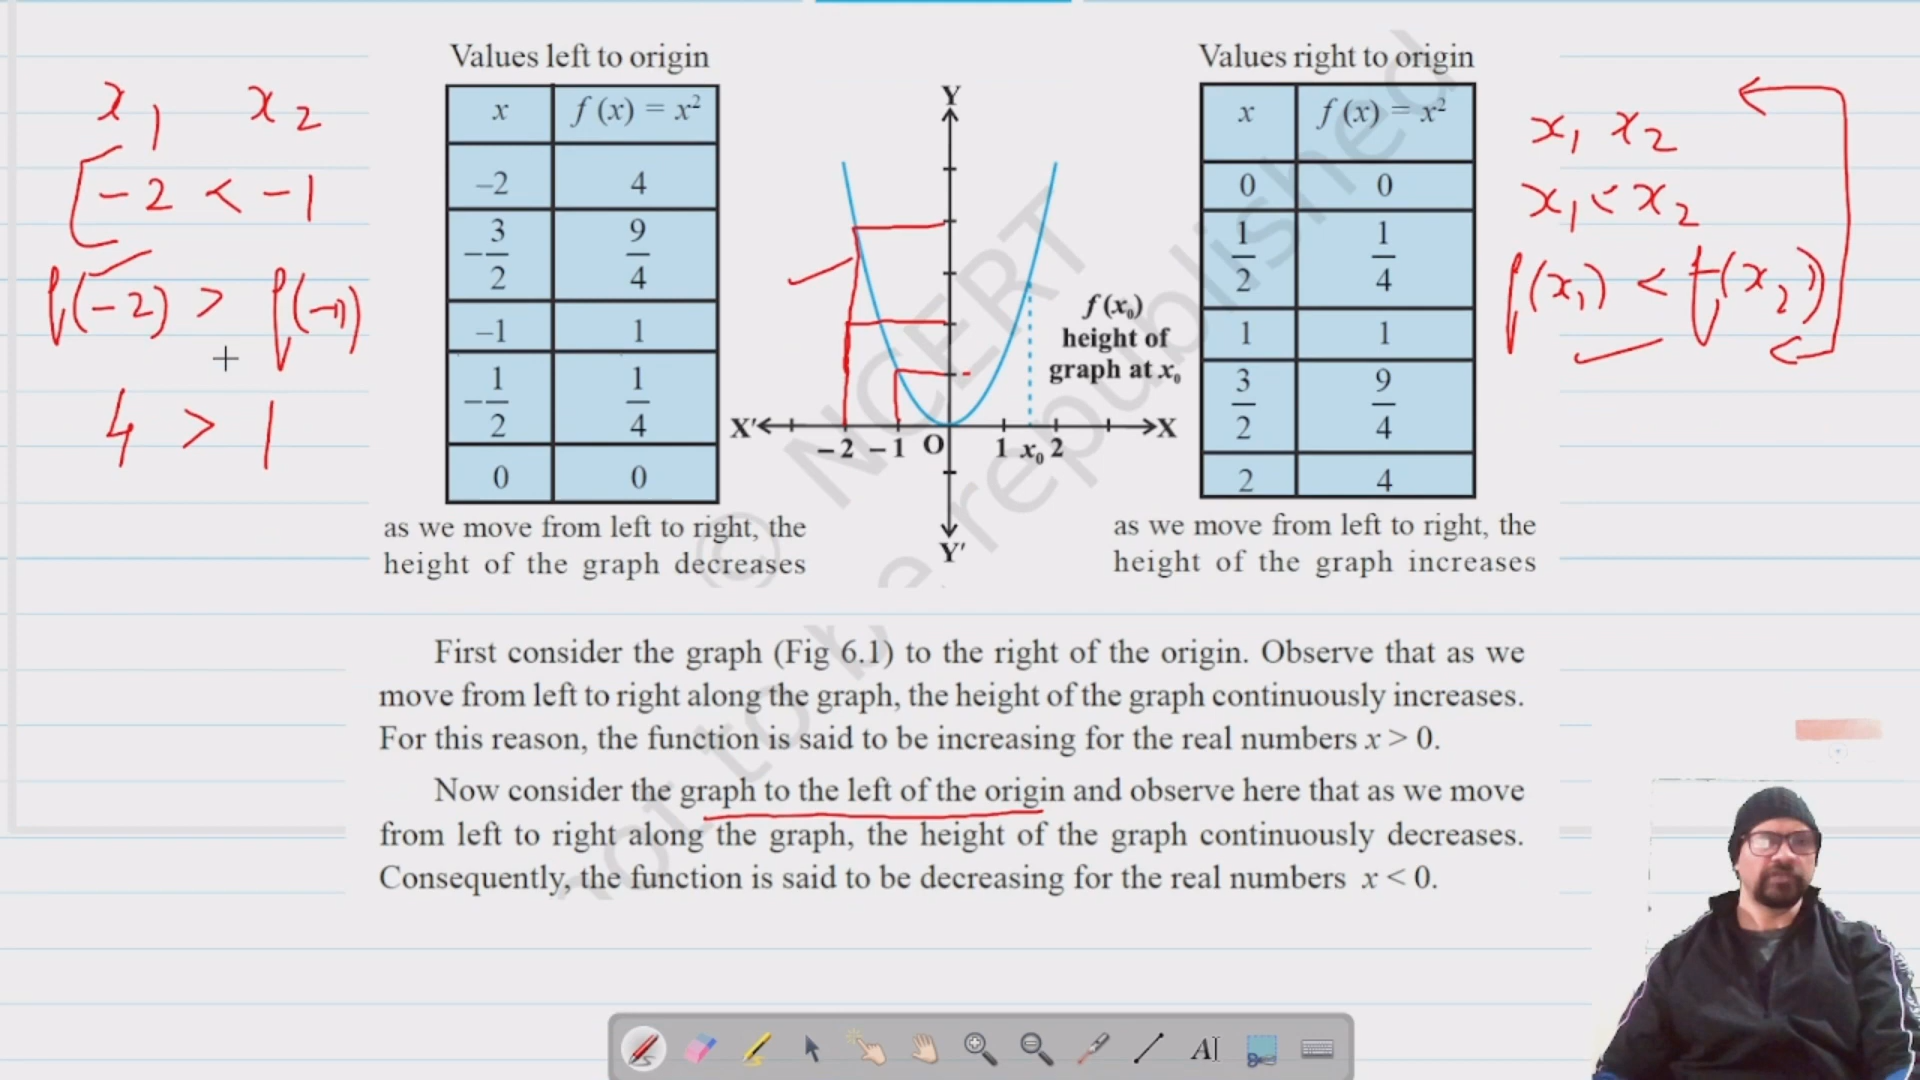 Values left to origin
x f (x) = x²
–2 4
–3/2 9/4
–1 1
–1/2 1/4
0 0
as we move from left to right, the
height of the graph decreases
Y
f (x₀)
height of
graph at x₀
X′ X
–2 –1 O 1 x₀ 2
Y′
Values right to origin
x f (x) = x²
0 0
1/2 1/4
1 1
3/2 9/4
2 4
as we move from left to right, the
height of the graph increases
x₁ x₂
-2 < -1
f(-2) > f(-1)
4 > 1
x₁ x₂
x₁ < x₂
f(x₁) < f(x₂)
First consider the graph (Fig 6.1) to the right of the origin. Observe that as we
move from left to right along the graph, the height of the graph continuously increases.
For this reason, the function is said to be increasing for the real numbers x > 0.
Now consider the graph to the left of the origin and observe here that as we move
from left to right along the graph, the height of the graph continuously decreases.
Consequently, the function is said to be decreasing for the real numbers x < 0.
© NCERT
not to be republished
A